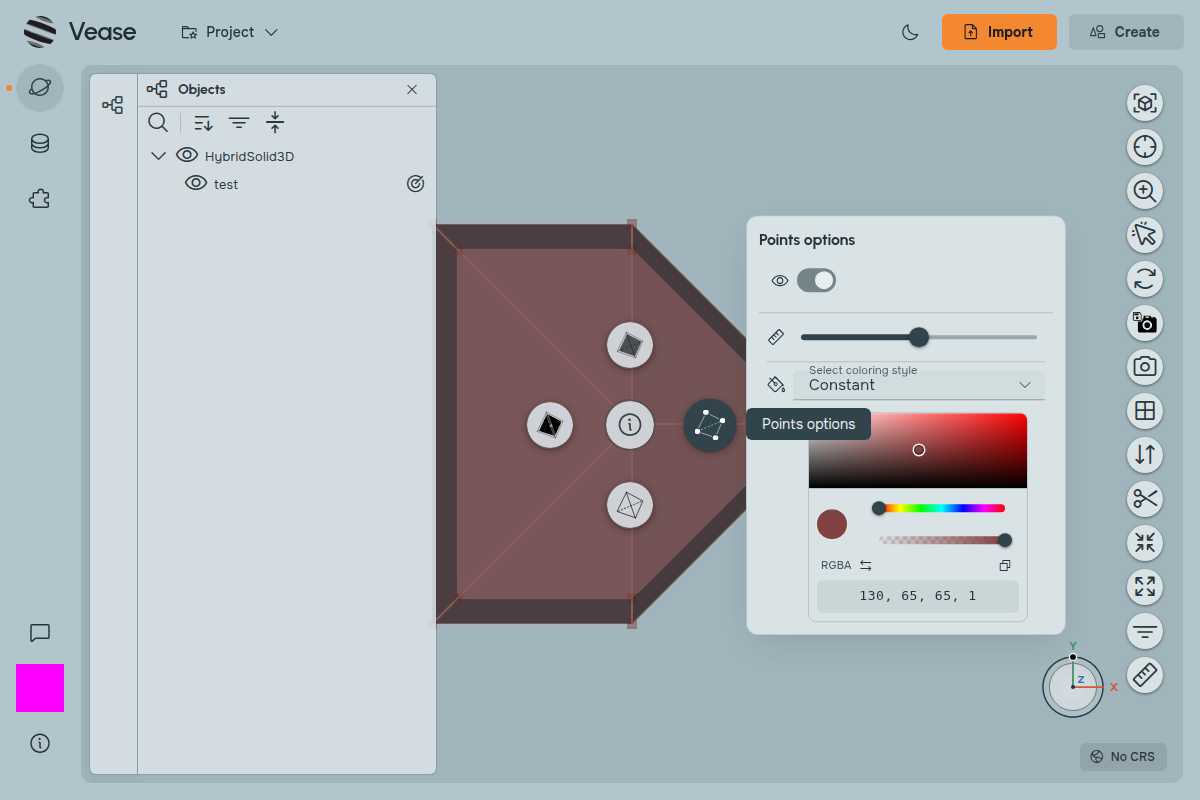 Vease
Project
Import
Create
Objects
HybridSolid3D
test
Points options
Select coloring style
Constant
Points options
RGBA
130, 65, 65, 1
Y
Z
X
No CRS